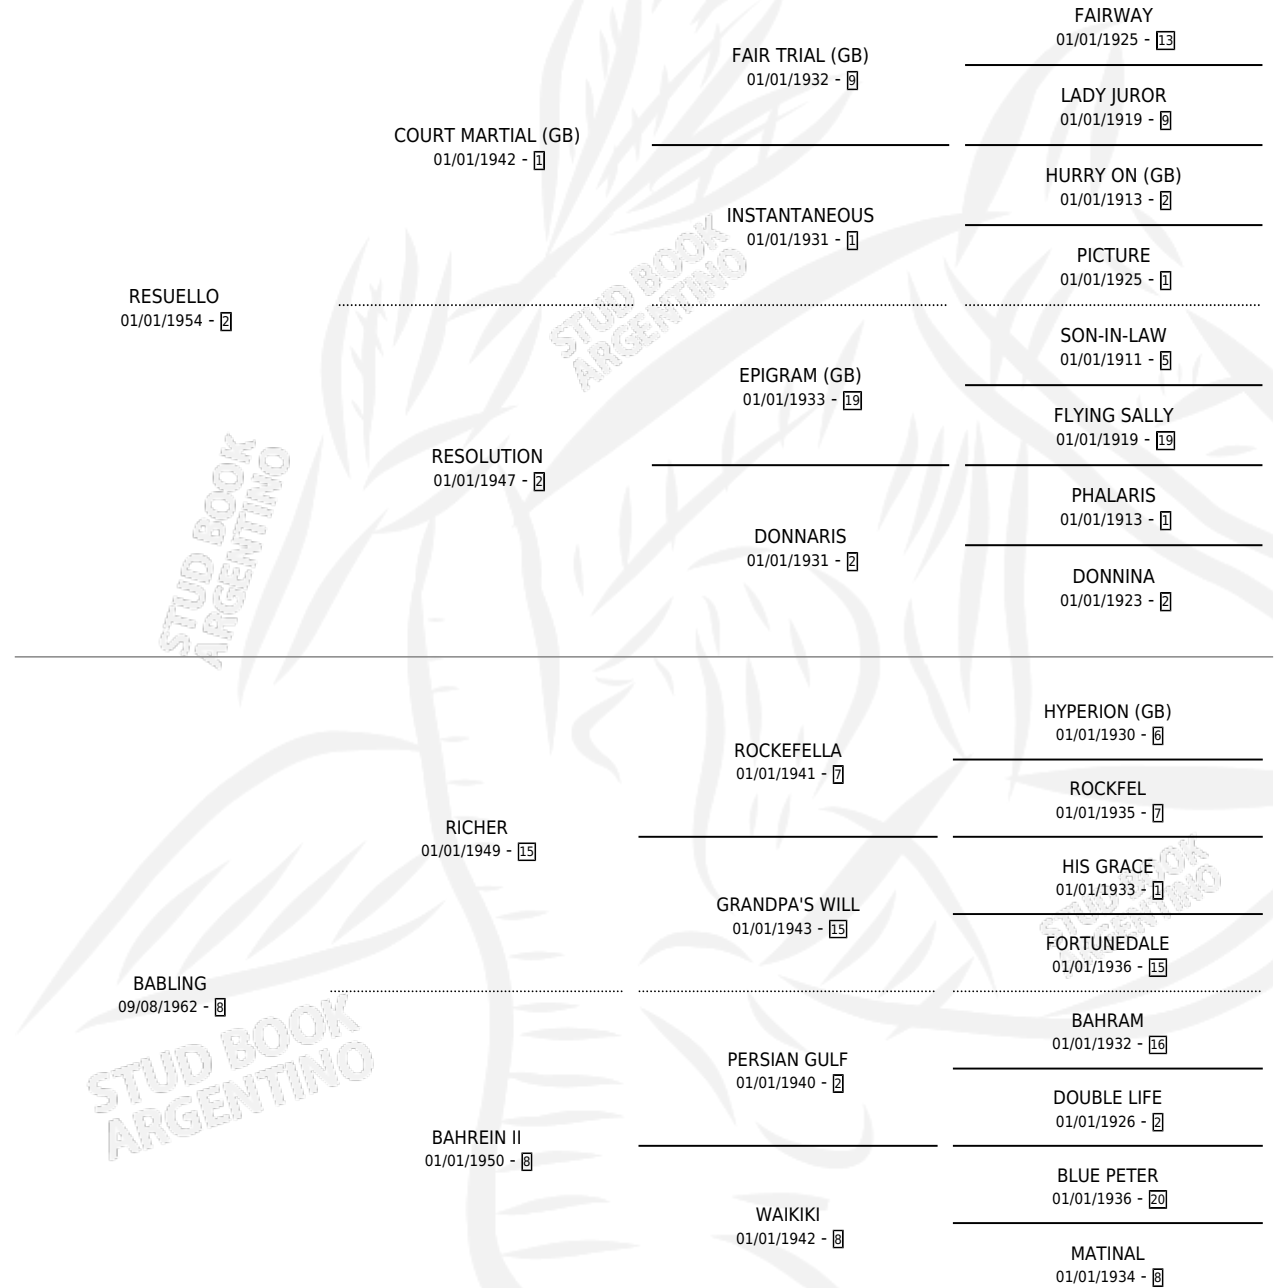 FAIRWAY
01/01/1925 - 13
FAIR TRIAL (GB)
01/01/1932 - 9
LADY JUROR
01/01/1919 - 9
COURT MARTIAL (GB)
01/01/1942 - 1
HURRY ON (GB)
01/01/1913 - 2
INSTANTANEOUS
01/01/1931 - 1
PICTURE
01/01/1925 - 1
RESUELLO
01/01/1954 - 2
SON-IN-LAW
01/01/1911 - 5
EPIGRAM (GB)
01/01/1933 - 19
FLYING SALLY
01/01/1919 - 19
RESOLUTION
01/01/1947 - 2
PHALARIS
01/01/1913 - 1
DONNARIS
01/01/1931 - 2
DONNINA
01/01/1923 - 2
HYPERION (GB)
01/01/1930 - 6
ROCKEFELLA
01/01/1941 - 7
ROCKFEL
01/01/1935 - 7
RICHER
01/01/1949 - 15
HIS GRACE
01/01/1933 - 1
GRANDPA'S WILL
01/01/1943 - 15
FORTUNEDALE
01/01/1936 - 15
BABLING
09/08/1962 - 8
BAHRAM
01/01/1932 - 16
PERSIAN GULF
01/01/1940 - 2
DOUBLE LIFE
01/01/1926 - 2
BAHREIN II
01/01/1950 - 8
BLUE PETER
01/01/1936 - 20
WAIKIKI
01/01/1942 - 8
MATINAL
01/01/1934 - 8
STUD BOOK
ARGENTINO
STUD BOOK
ARGENTINO
STUD BOOK
ARGENTINO
STUD BOOK
ARGENTINO